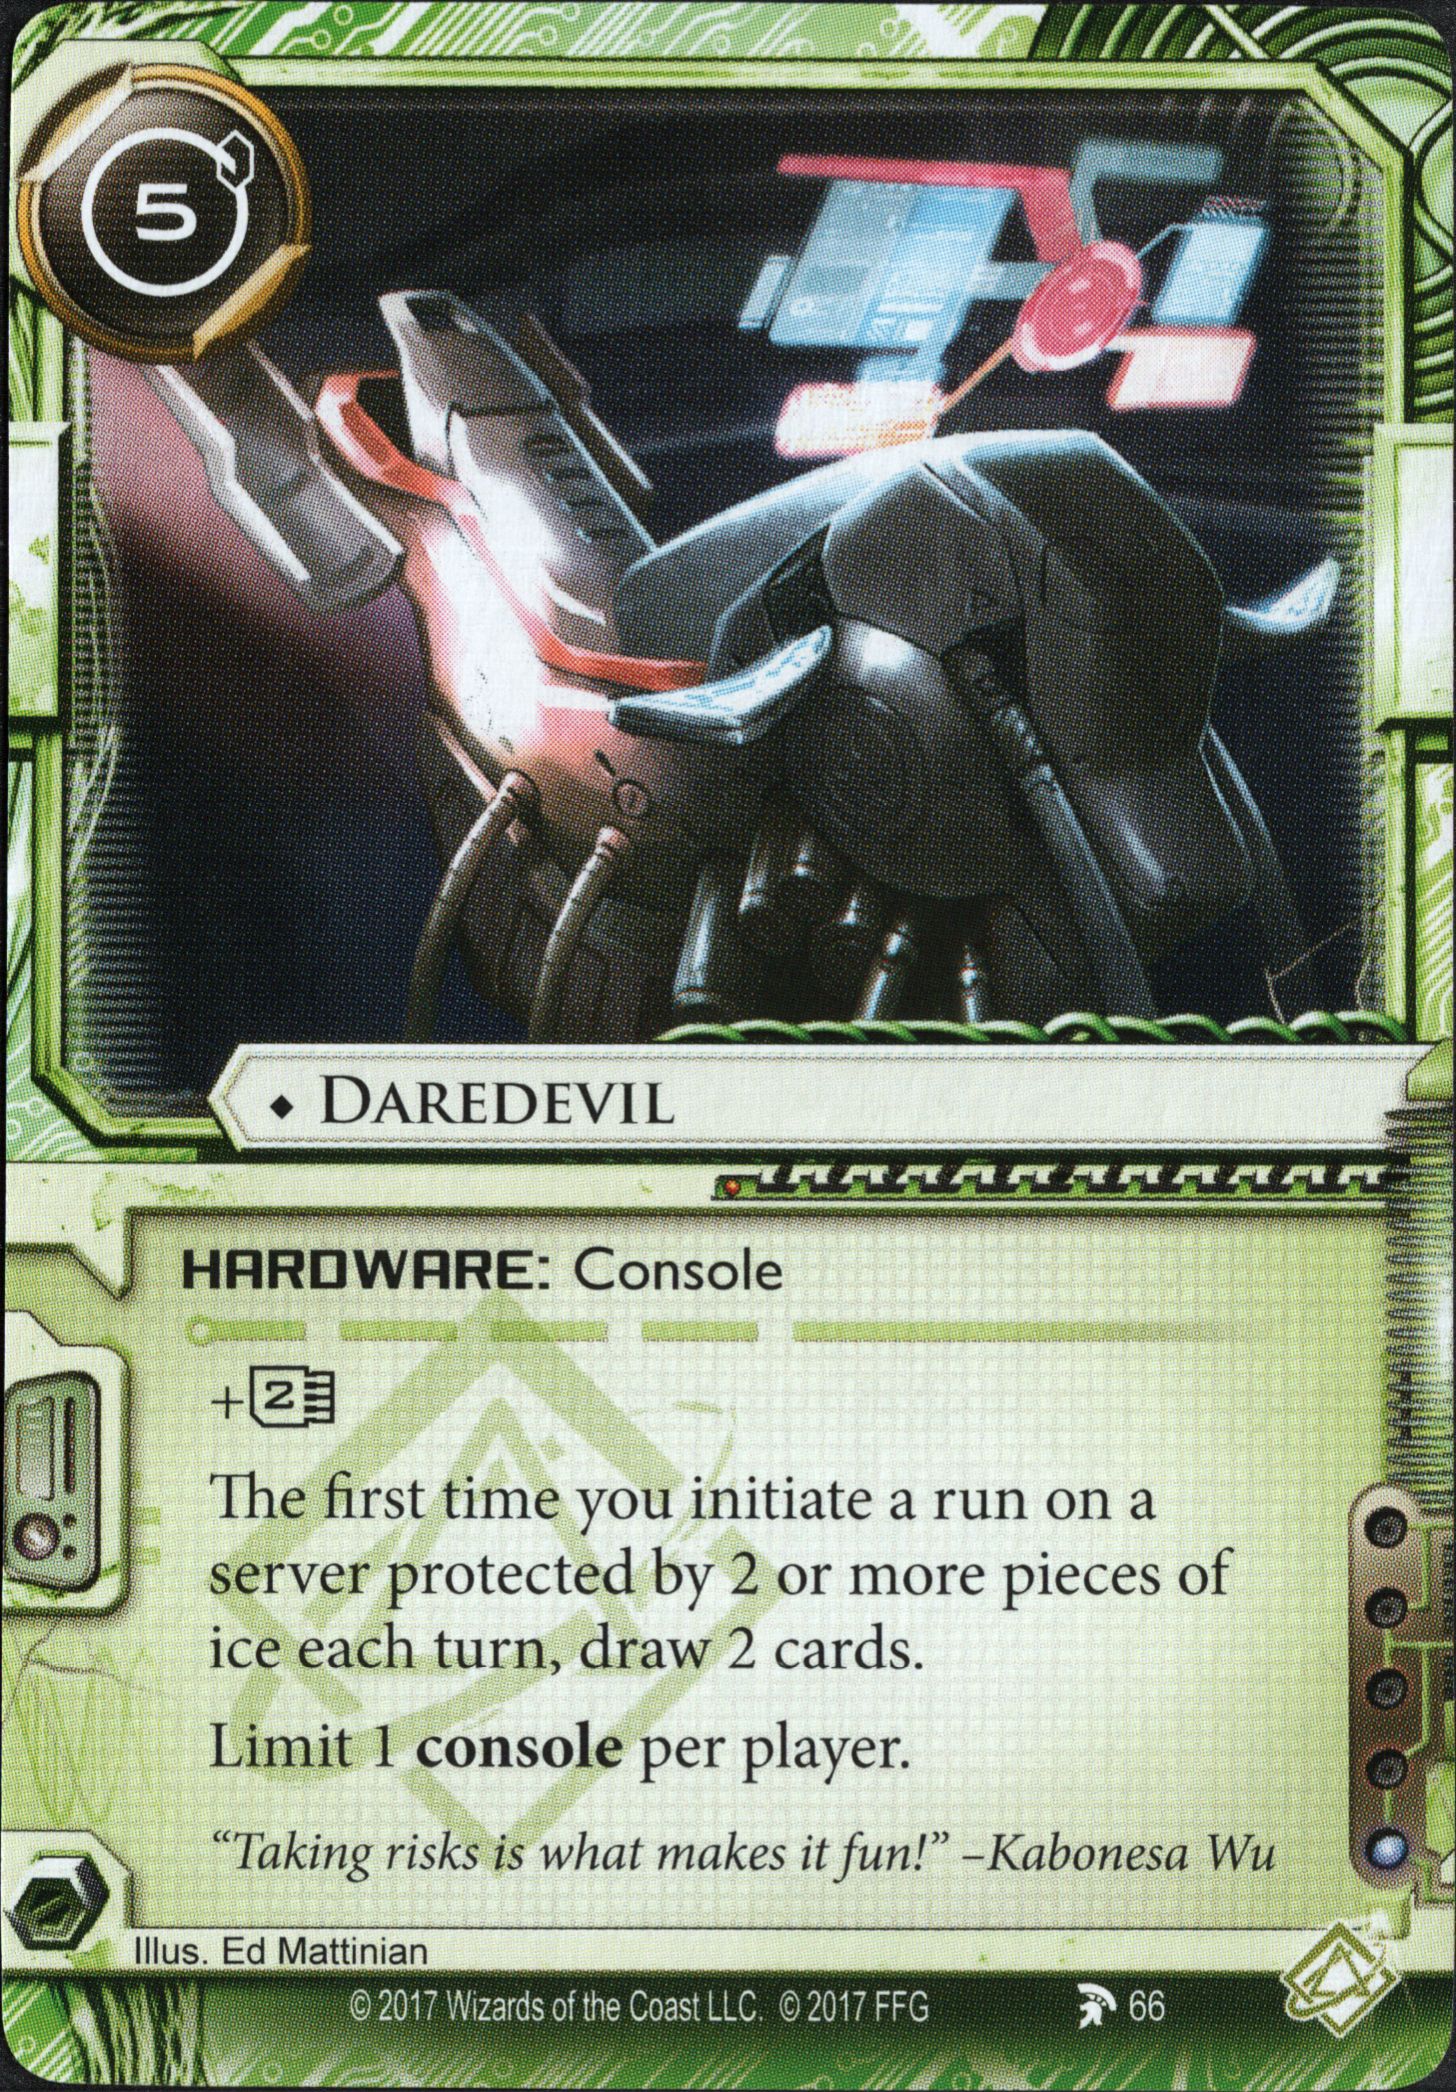 5
◆ DAREDEVIL
HARDWARE: Console
+2
The first time you initiate a run on a
server protected by 2 or more pieces of
ice each turn, draw 2 cards.
Limit 1 console per player.
“Taking risks is what makes it fun!” –Kabonesa Wu
Illus. Ed Mattinian
© 2017 Wizards of the Coast LLC. © 2017 FFG 66